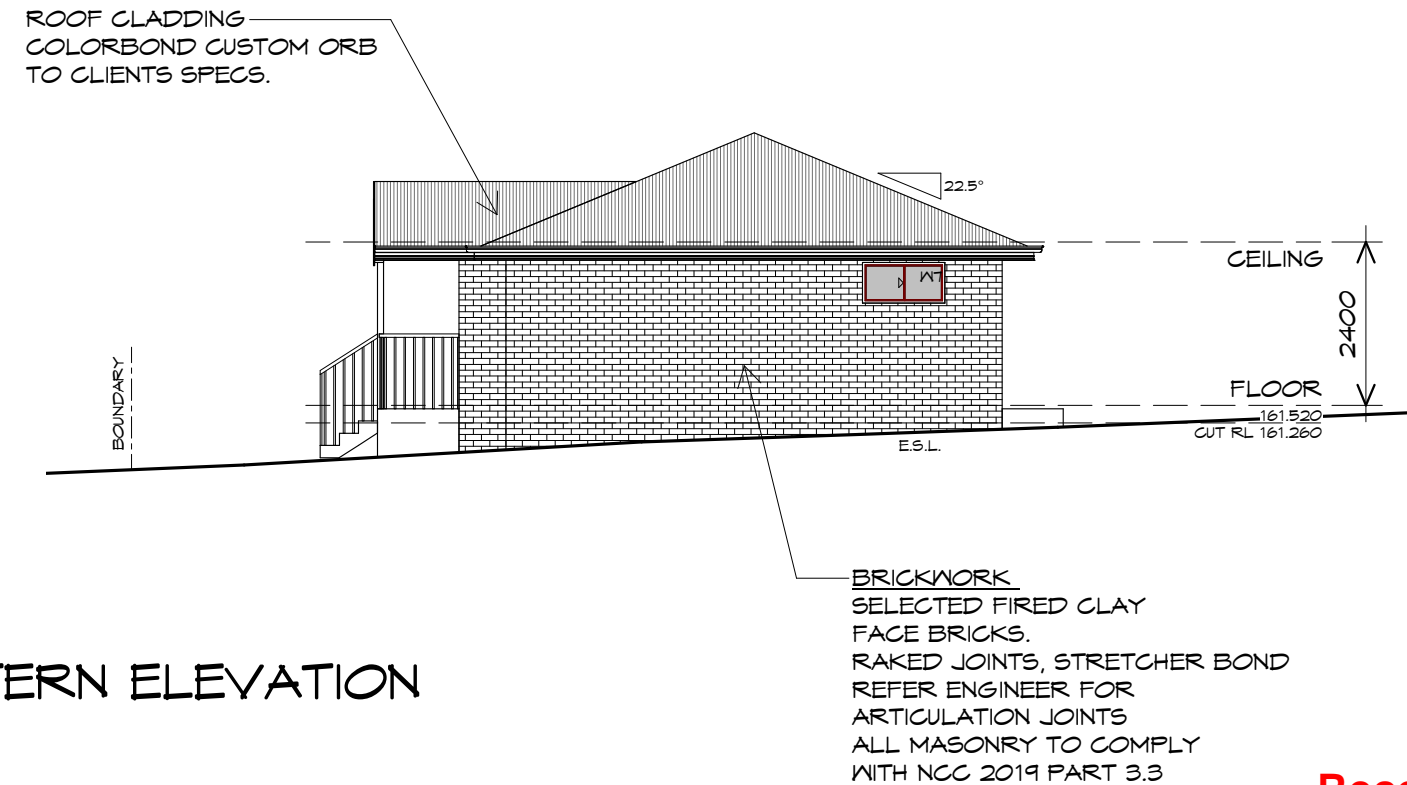 ROOF CLADDING
COLORBOND CUSTOM ORB
TO CLIENTS SPECS.
22.5°
CEILING
W7
2400
BOUNDARY
FLOOR
161.520
CUT RL 161.260
E.S.L.
BRICKWORK
SELECTED FIRED CLAY
FACE BRICKS.
RAKED JOINTS, STRETCHER BOND
REFER ENGINEER FOR
ARTICULATION JOINTS
ALL MASONRY TO COMPLY
WITH NCC 2019 PART 3.3
ELEVATION